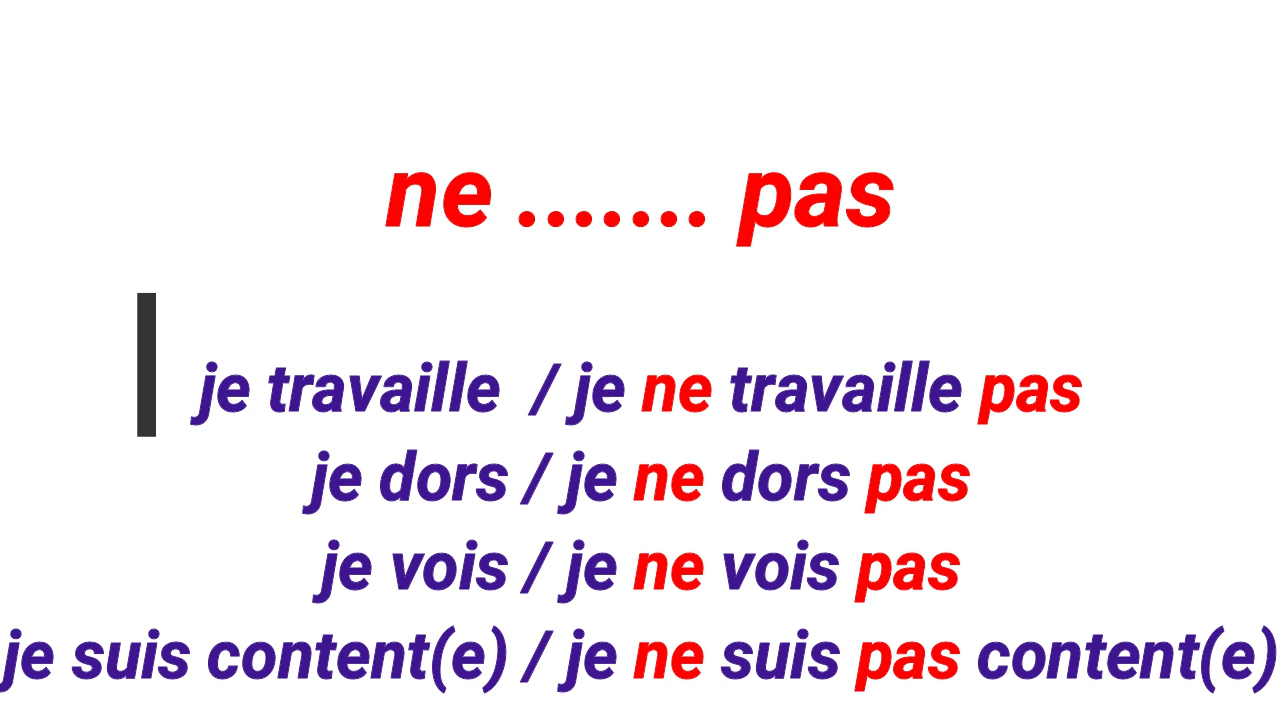 ne ....... pas
je travaille / je ne travaille pas
je dors / je ne dors pas
je vois / je ne vois pas
je suis content(e) / je ne suis pas content(e)